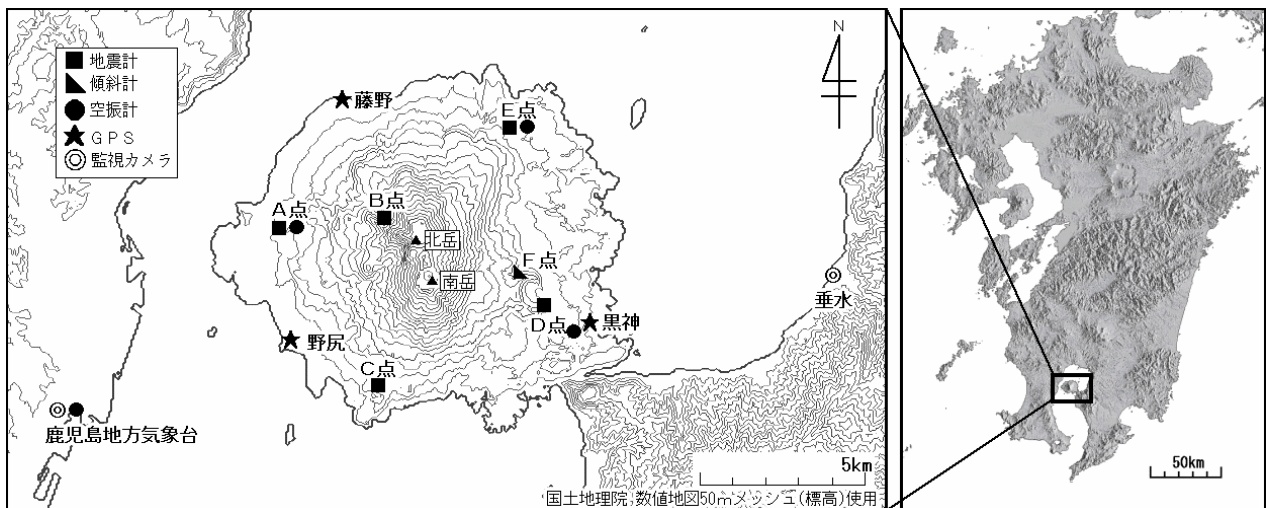 地震計
傾斜計
空振計
GPS
監視カメラ
N
藤野
E点
B点
A点
北岳
F点
南岳
垂水
D点
黒神
野尻
C点
鹿児島地方気象台
5km
国土地理院,数値地図50mメッシュ(標高)使用
50km